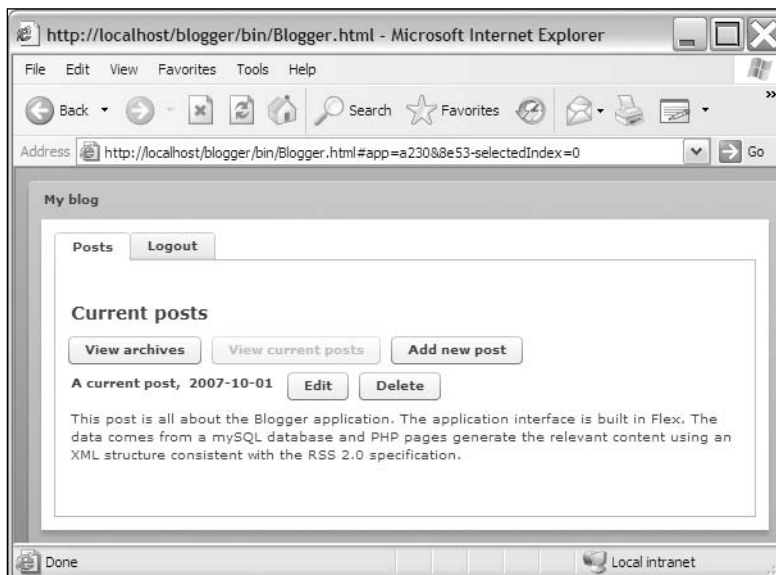 http://localhost/blogger/bin/Blogger.html - Microsoft Internet Explorer
File Edit View Favorites Tools Help
Back Search Favorites »
Address http://localhost/blogger/bin/Blogger.html#app=a230&8e53-selectedIndex=0 Go
My blog
Posts Logout
Current posts
View archives View current posts Add new post
A current post, 2007-10-01 Edit Delete
This post is all about the Blogger application. The application interface is built in Flex. The
data comes from a mySQL database and PHP pages generate the relevant content using an
XML structure consistent with the RSS 2.0 specification.
Done Local intranet